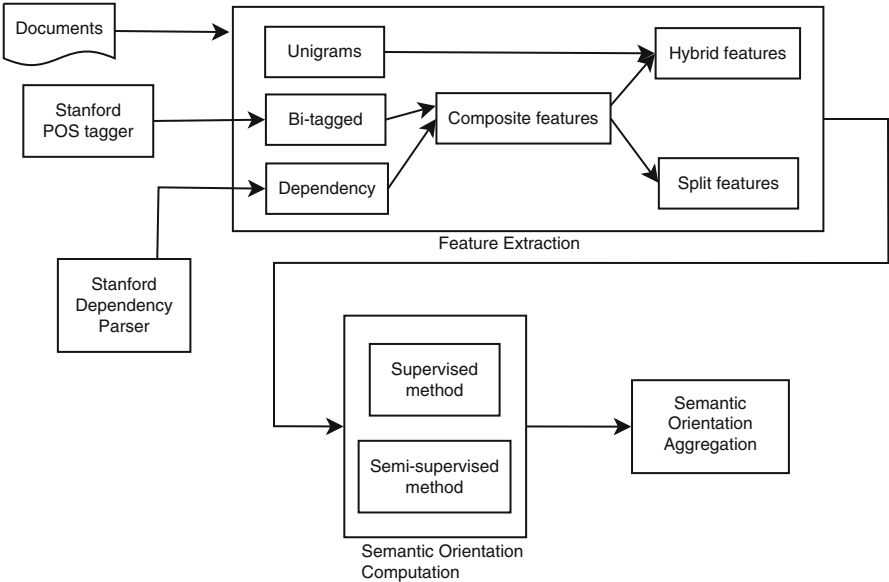 Documents
Unigrams
Hybrid features
Stanford
POS tagger
Bi-tagged
Composite features
Dependency
Split features
Feature Extraction
Stanford
Dependency
Parser
Supervised
method
Semi-supervised
method
Semantic Orientation
Computation
Semantic
Orientation
Aggregation